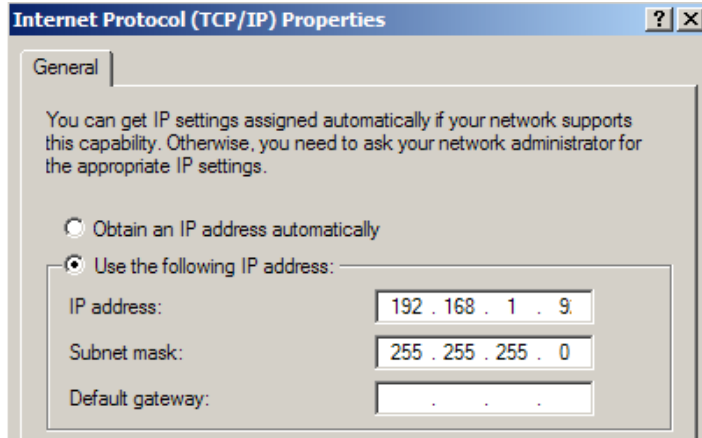 Internet Protocol (TCP/IP) Properties
General
You can get IP settings assigned automatically if your network supports
this capability. Otherwise, you need to ask your network administrator for
the appropriate IP settings.
Obtain an IP address automatically
Use the following IP address:
IP address: 192 . 168 . 1 .
Subnet mask: 255 . 255 . 255 . 0
Default gateway: . . .